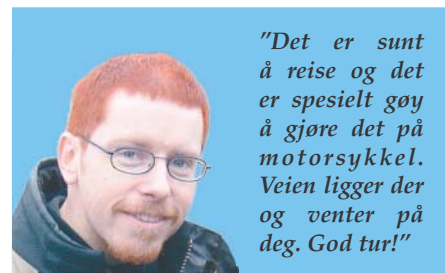 "Det er sunt
å reise og det
er spesielt gøy
å gjøre det på
motorsykkel.
Veien ligger der
og venter på
deg. God tur!"